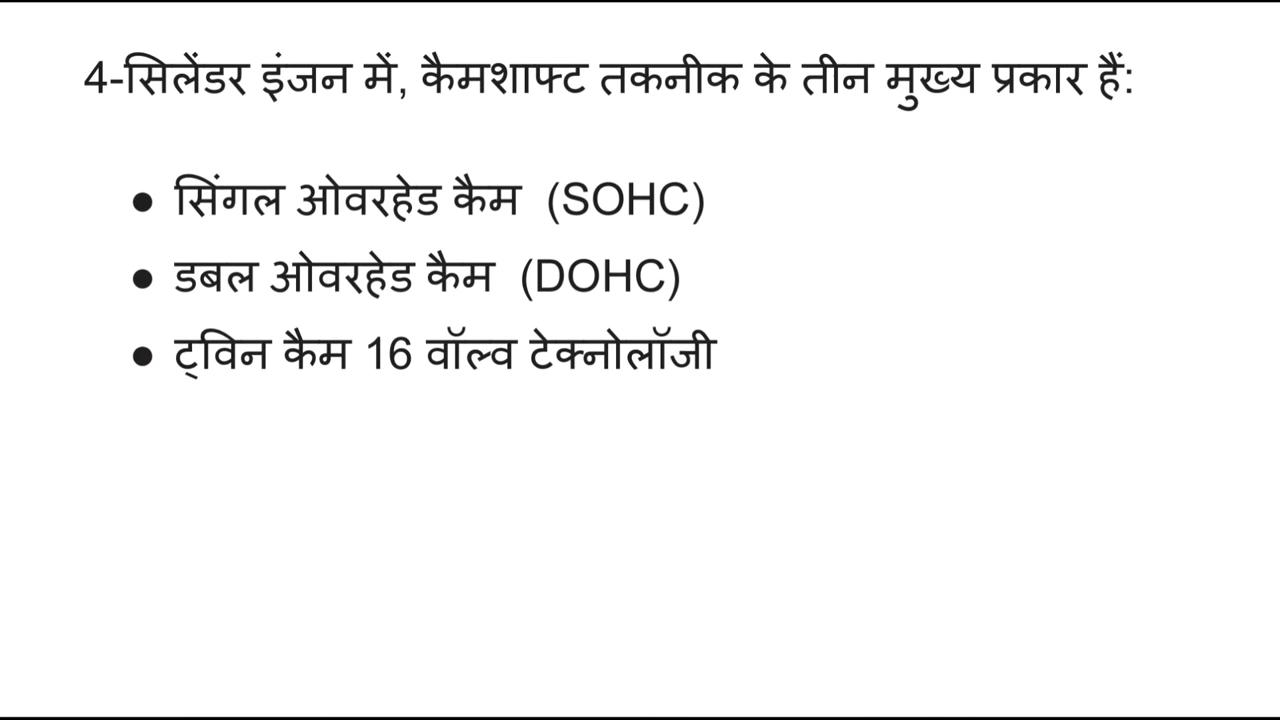 4-सिलेंडर इंजन में, कैमशाफ्ट तकनीक के तीन मुख्य प्रकार हैं:
● सिंगल ओवरहेड कैम (SOHC)
● डबल ओवरहेड कैम (DOHC)
● ट्विन कैम 16 वॉल्व टेक्नोलॉजी